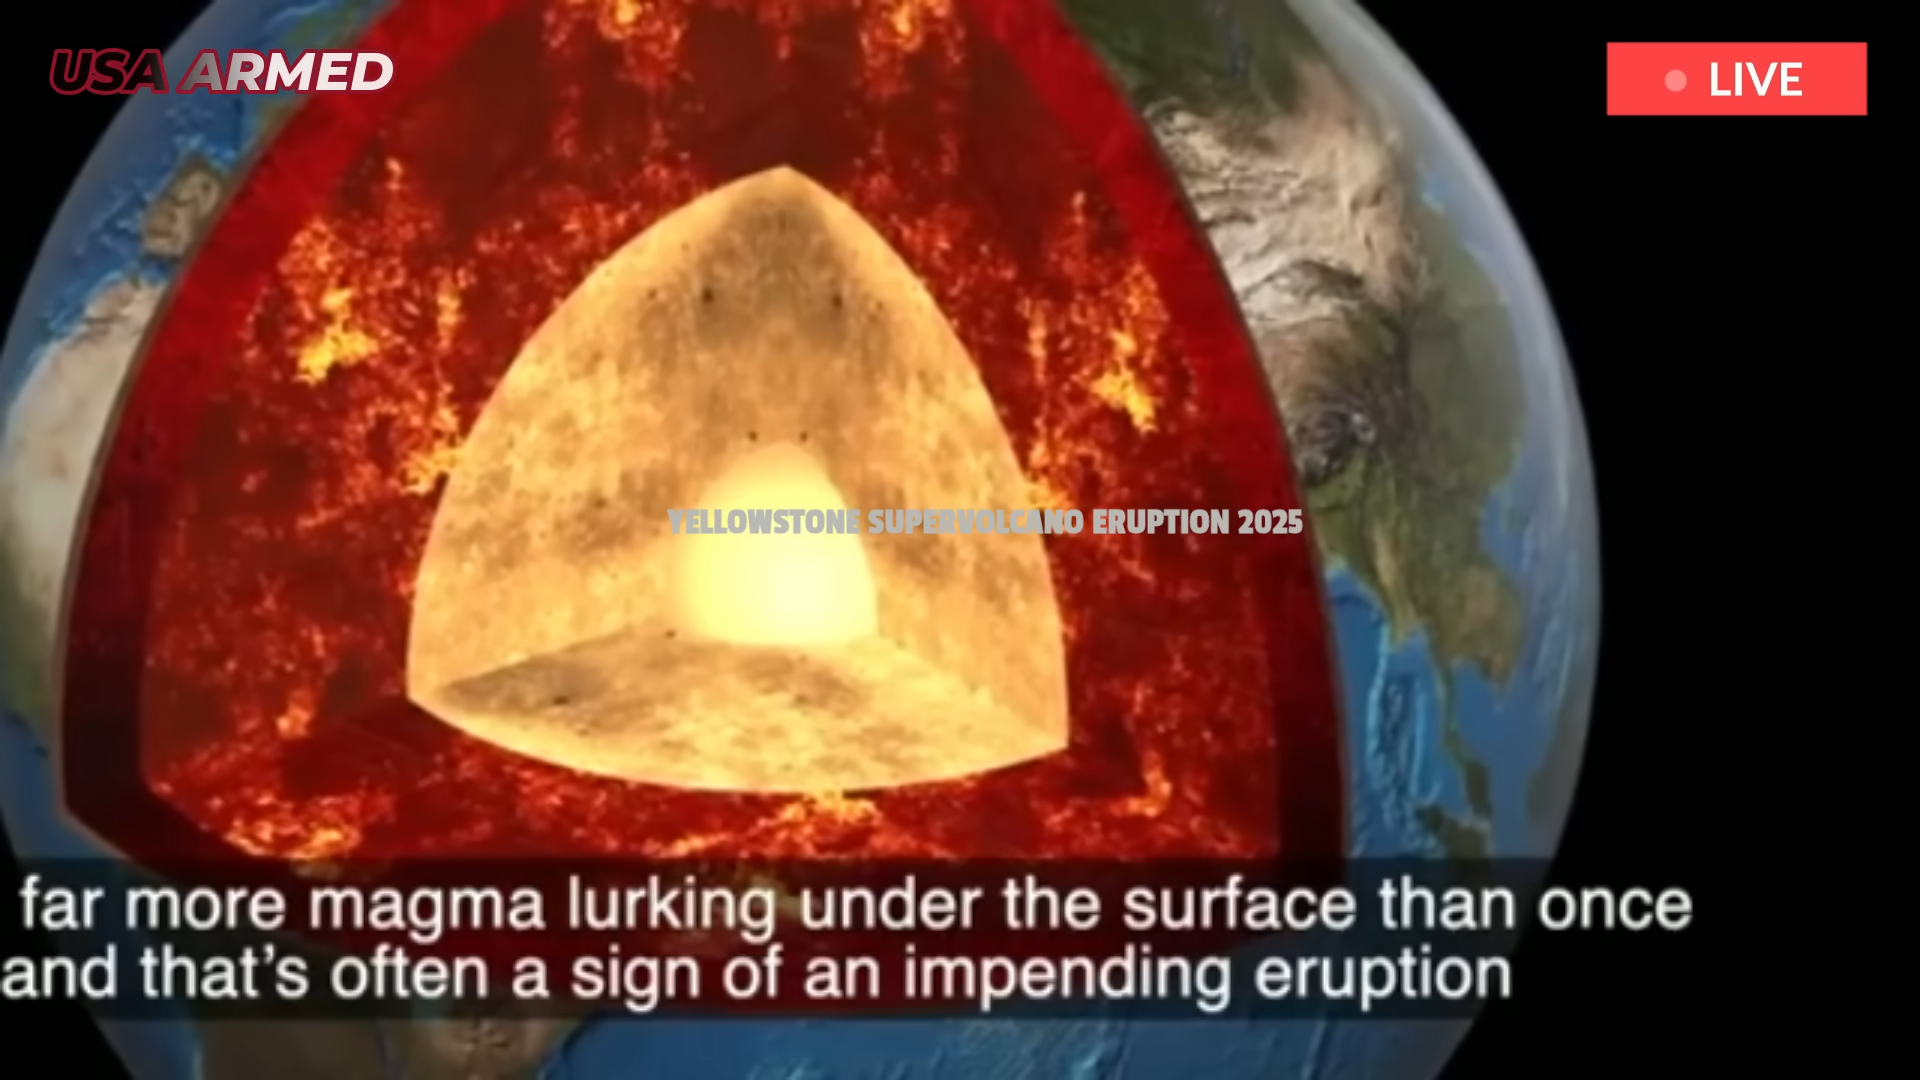 USA ARMED
LIVE
YELLOWSTONE SUPERVOLCANO ERUPTION 2025
far more magma lurking under the surface than once
and that’s often a sign of an impending eruption